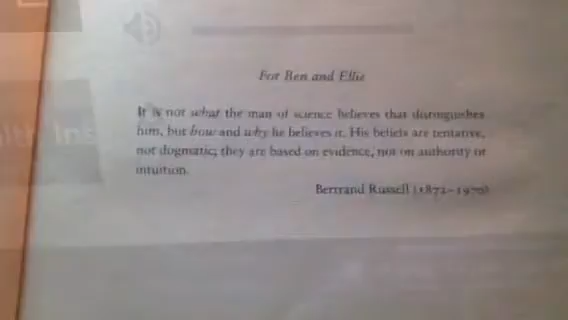 For Ben and Ellie
It is not what the man of science believes that distinguishes
him, but how and why he believes it. His beliefs are tentative,
not dogmatic; they are based on evidence, not on authority or
intuition.
Bertrand Russell (1872–1970)